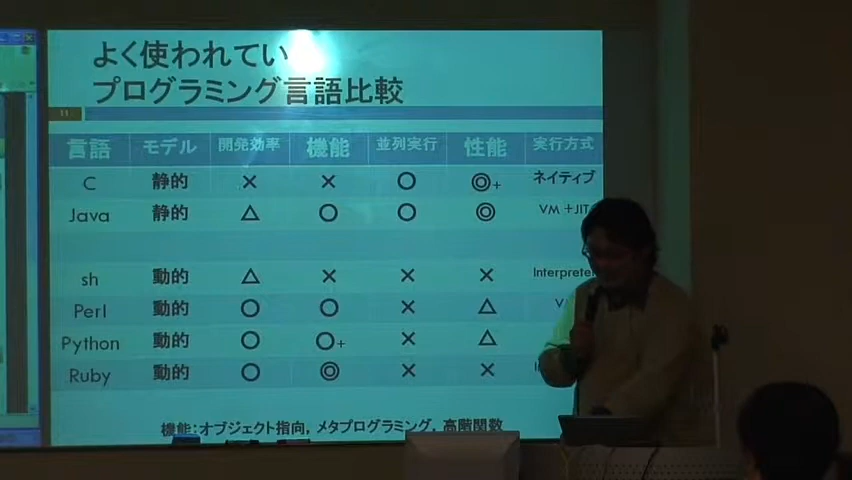 よく使われてい
プログラミング言語比較
11
言語 モデル 開発効率 機能 並列実行 性能 実行方式
C 静的 × × ○ ◎+ ネイティブ
Java 静的 △ ○ ○ ◎ VM +JIT
sh 動的 △ × × × Interpreter
Perl 動的 ○ ○ × △ V
Python 動的 ○ ○+ × △
Ruby 動的 ○ ◎ × ×
機能:オブジェクト指向, メタプログラミング, 高階関数